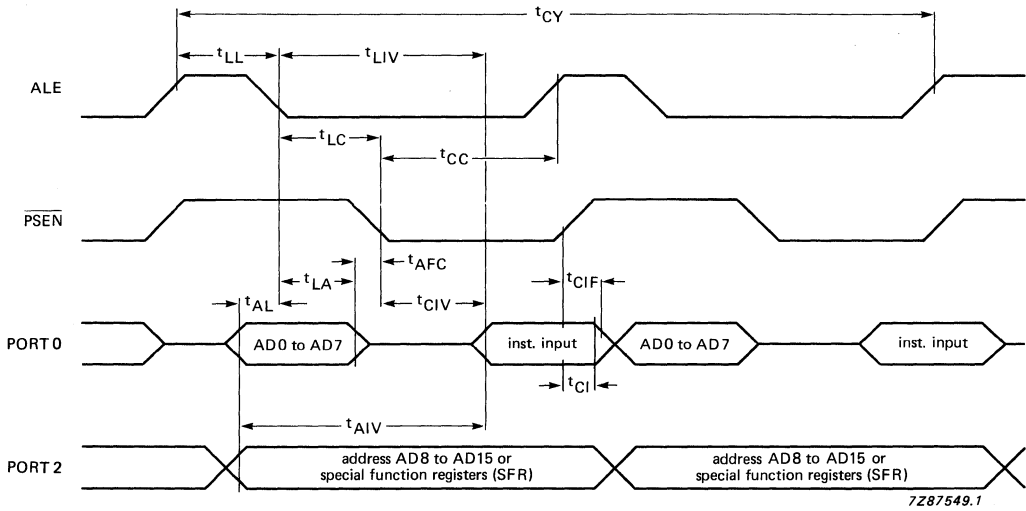 tCY
tLL
tLIV
ALE
tLC
tCC
PSEN
tAFC
tLA
tCIF
tAL
tCIV
PORT 0
AD0 to AD7
inst. input
AD0 to AD7
inst. input
tCI
tAIV
PORT 2
address AD8 to AD15 or
special function registers (SFR)
address AD8 to AD15 or
special function registers (SFR)
7Z87549.1